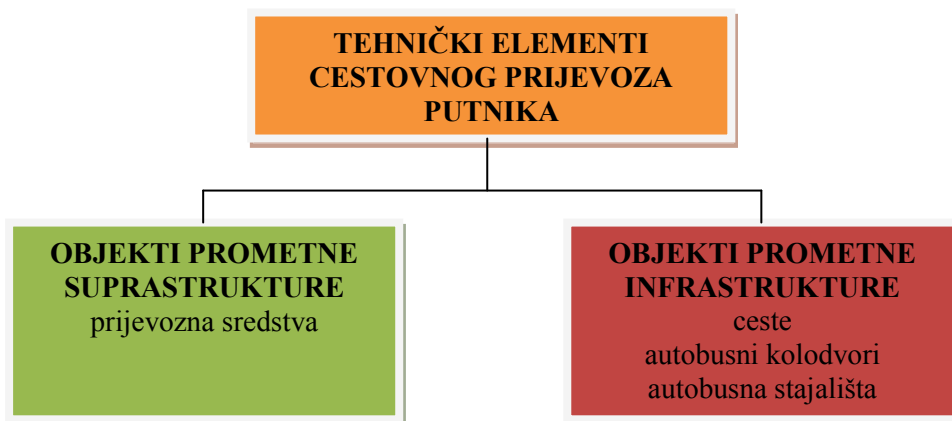 TEHNIČKI ELEMENTI
CESTOVNOG PRIJEVOZA
PUTNIKA
OBJEKTI PROMETNE
SUPRASTRUKTURE
prijevozna sredstva
OBJEKTI PROMETNE
INFRASTRUKTURE
ceste
autobusni kolodvori
autobusna stajališta